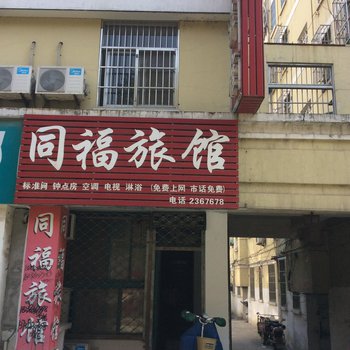 同福旅馆
标准间 钟点房 空调 电视 淋浴 (免费上网 市话免费)
电话 2367678
同福旅馆